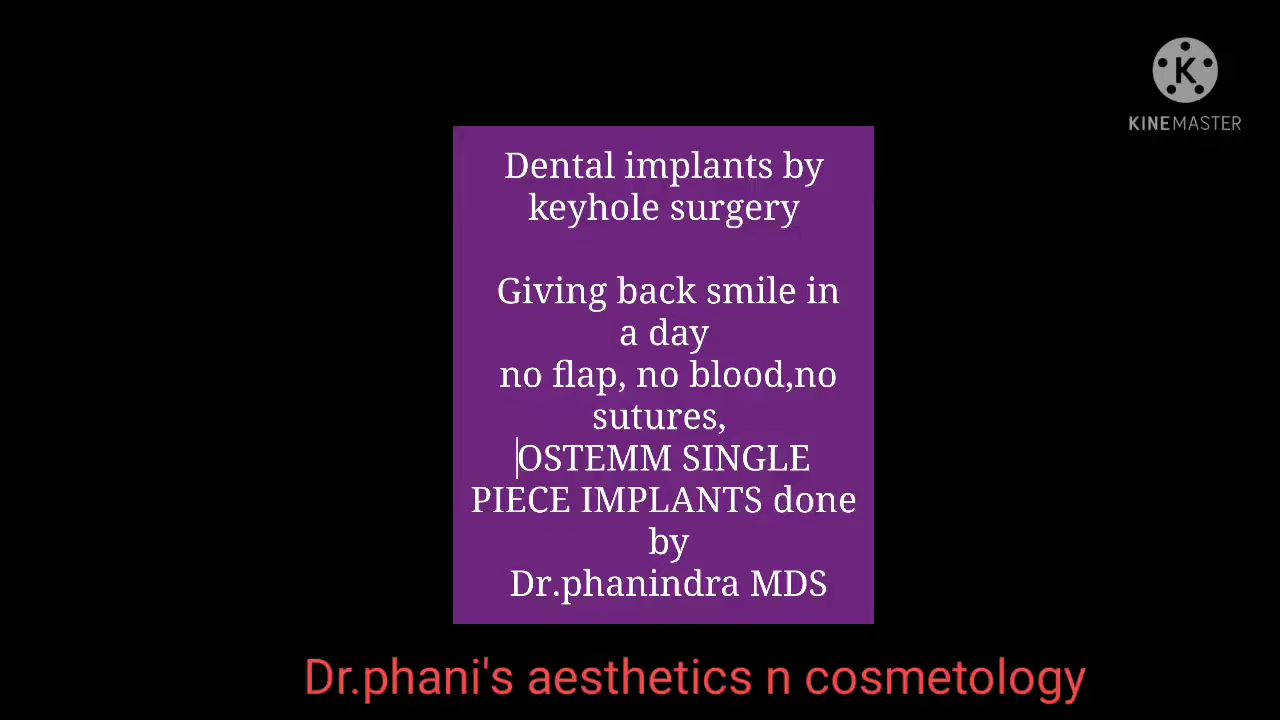 KINEMASTER
Dental implants by
keyhole surgery
Giving back smile in
a day
no flap, no blood,no
sutures,
OSTEMM SINGLE
PIECE IMPLANTS done
by
Dr.phanindra MDS
Dr.phani's aesthetics n cosmetology